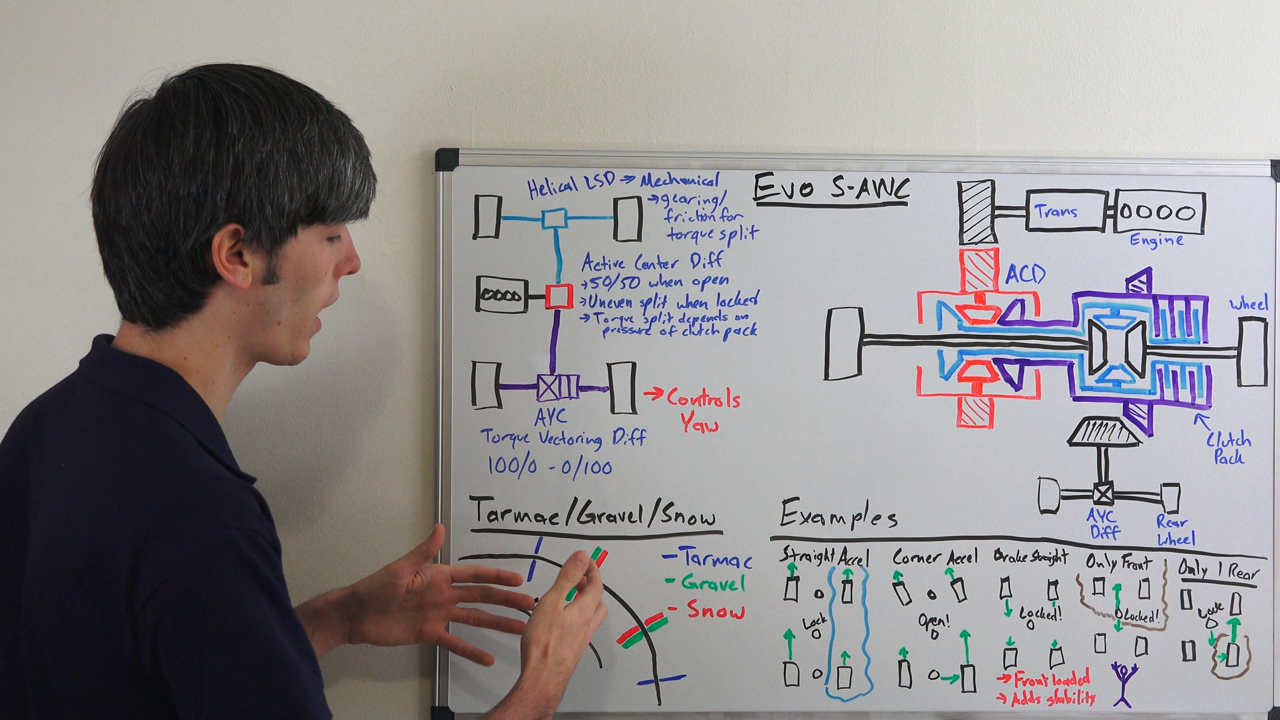 Evo S-AWC
Helical LSD → Mechanical
→ gearing/
friction for
torque split
Active Center Diff
→ 50/50 when open
→ Uneven split when locked
→ Torque split depends on
pressure of clutch pack
AYC
Torque Vectoring Diff
100/0 - 0/100
→ Controls
Yaw
Trans
Engine
ACD
Wheel
Clutch
Pack
AYC
Diff
Rear
Wheel
Tarmac/Gravel/Snow
- Tarmac
- Gravel
- Snow
Examples
Straight Accel
Lock
Corner Accel
Open!
Brake Straight
Locked!
→ Front loaded
→ Adds stability
Only Front
Locked!
Only 1 Rear
Lock